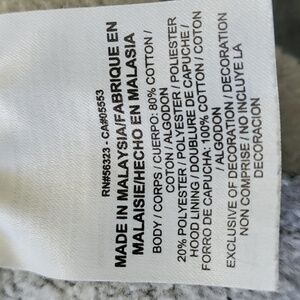 RN#56323 - CA#05553
MADE IN MALAYSIA/FABRIQUE EN
MALAISIE/HECHO EN MALASIA
BODY / CORPS / CUERPO: 80% COTTON /
COTON / ALGODON
20% POLYESTER / POLYESTER / POLIESTER
HOOD LINING / DOUBLURE DE CAPUCHE /
FORRO DE CAPUCHA: 100% COTTON / COTON
/ ALGODON
EXCLUSIVE OF DECORATION / DECORATION
NON COMPRISE / NO INCLUYE LA
DECORACION